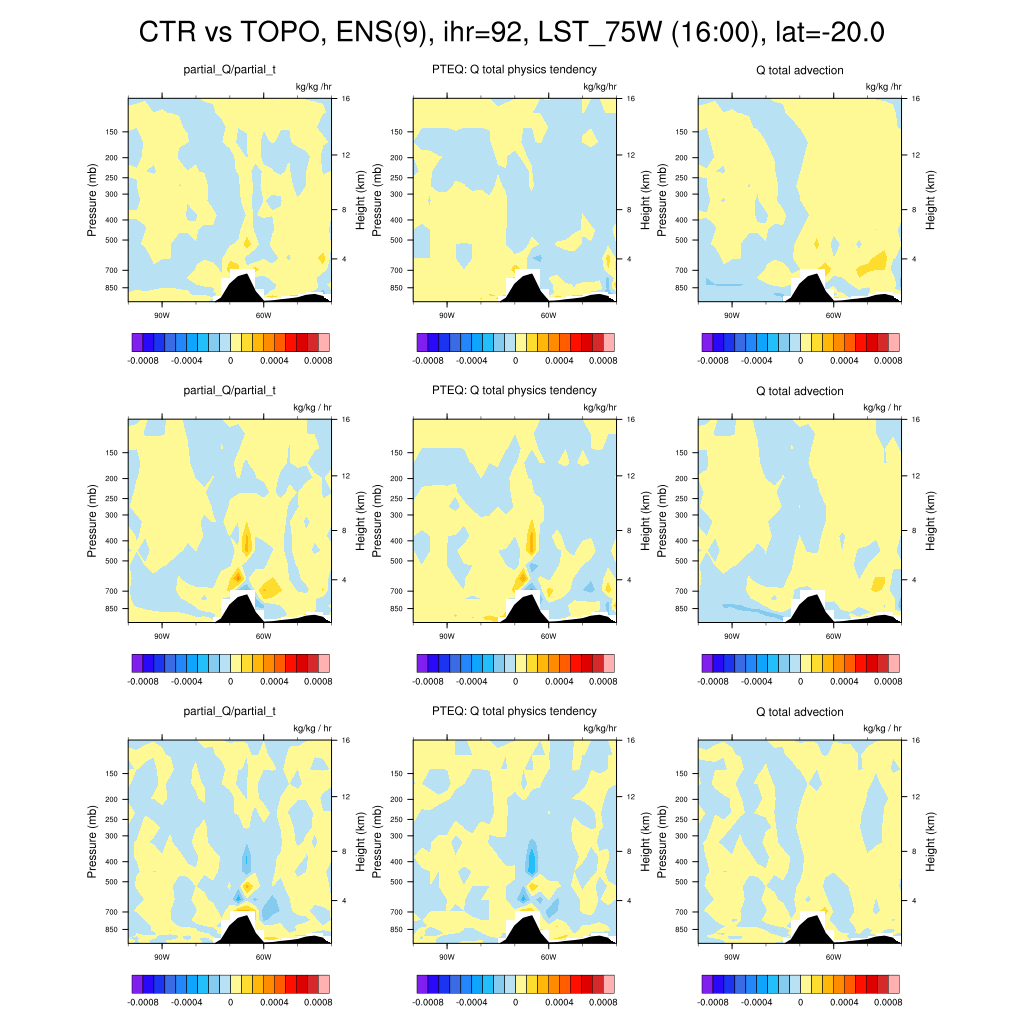 CTR vs TOPO, ENS(9), ihr=92, LST_75W (16:00), lat=-20.0
partial_Q/partial_t
kg/kg /hr
Pressure (mb)
150
200
250
300
400
500
700
850
16
12
8
4
Height (km)
90W 60W
-0.0008 -0.0004 0 0.0004 0.0008
PTEQ: Q total physics tendency
kg/kg/hr
Pressure (mb)
150
200
250
300
400
500
700
850
16
12
8
4
Height (km)
90W 60W
-0.0008 -0.0004 0 0.0004 0.0008
Q total advection
kg/kg /hr
Pressure (mb)
150
200
250
300
400
500
700
850
16
12
8
4
Height (km)
90W 60W
-0.0008 -0.0004 0 0.0004 0.0008
partial_Q/partial_t
kg/kg / hr
Pressure (mb)
150
200
250
300
400
500
700
850
16
12
8
4
Height (km)
90W 60W
-0.0008 -0.0004 0 0.0004 0.0008
PTEQ: Q total physics tendency
kg/kg/hr
Pressure (mb)
150
200
250
300
400
500
700
850
16
12
8
4
Height (km)
90W 60W
-0.0008 -0.0004 0 0.0004 0.0008
Q total advection
kg/kg / hr
Pressure (mb)
150
200
250
300
400
500
700
850
16
12
8
4
Height (km)
90W 60W
-0.0008 -0.0004 0 0.0004 0.0008
partial_Q/partial_t
kg/kg / hr
Pressure (mb)
150
200
250
300
400
500
700
850
16
12
8
4
Height (km)
90W 60W
-0.0008 -0.0004 0 0.0004 0.0008
PTEQ: Q total physics tendency
kg/kg/hr
Pressure (mb)
150
200
250
300
400
500
700
850
16
12
8
4
Height (km)
90W 60W
-0.0008 -0.0004 0 0.0004 0.0008
Q total advection
kg/kg / hr
Pressure (mb)
150
200
250
300
400
500
700
850
16
12
8
4
Height (km)
90W 60W
-0.0008 -0.0004 0 0.0004 0.0008